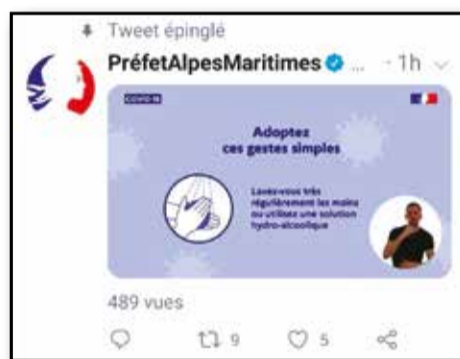 Tweet épinglé
PréfetAlpesMaritimes ... · 1h
COVID-19
Adoptez
ces gestes simples
Lavez-vous très
régulièrement les mains
ou utilisez une solution
hydro-alcoolique
489 vues
9 5